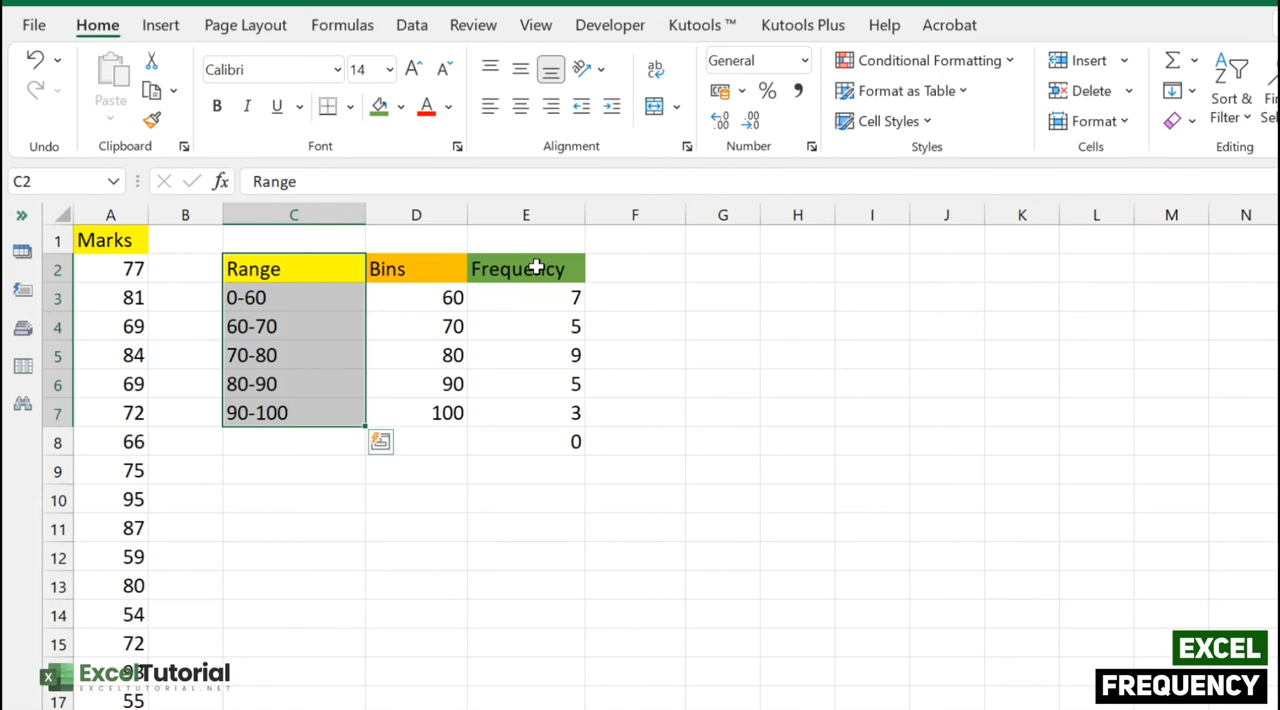 File Home Insert Page Layout Formulas Data Review View Developer Kutools ™ Kutools Plus Help Acrobat
Calibri 14 General Conditional Formatting Insert
Paste Format as Table Delete Sort &
B I U A % Cell Styles Format Filter
Undo Clipboard Font Alignment Number Styles Cells Editing
C2 fx Range
A B C D E F G H I J K L M N
1 Marks
2 77 Range Bins Frequency
3 81 0-60 60 7
4 69 60-70 70 5
5 84 70-80 80 9
6 69 80-90 90 5
7 72 90-100 100 3
8 66 0
9 75
10 95
11 87
12 59
13 80
14 54
15 72
ExcelTutorial
EXCELTUTORIAL.NET
17 55
EXCEL
FREQUENCY